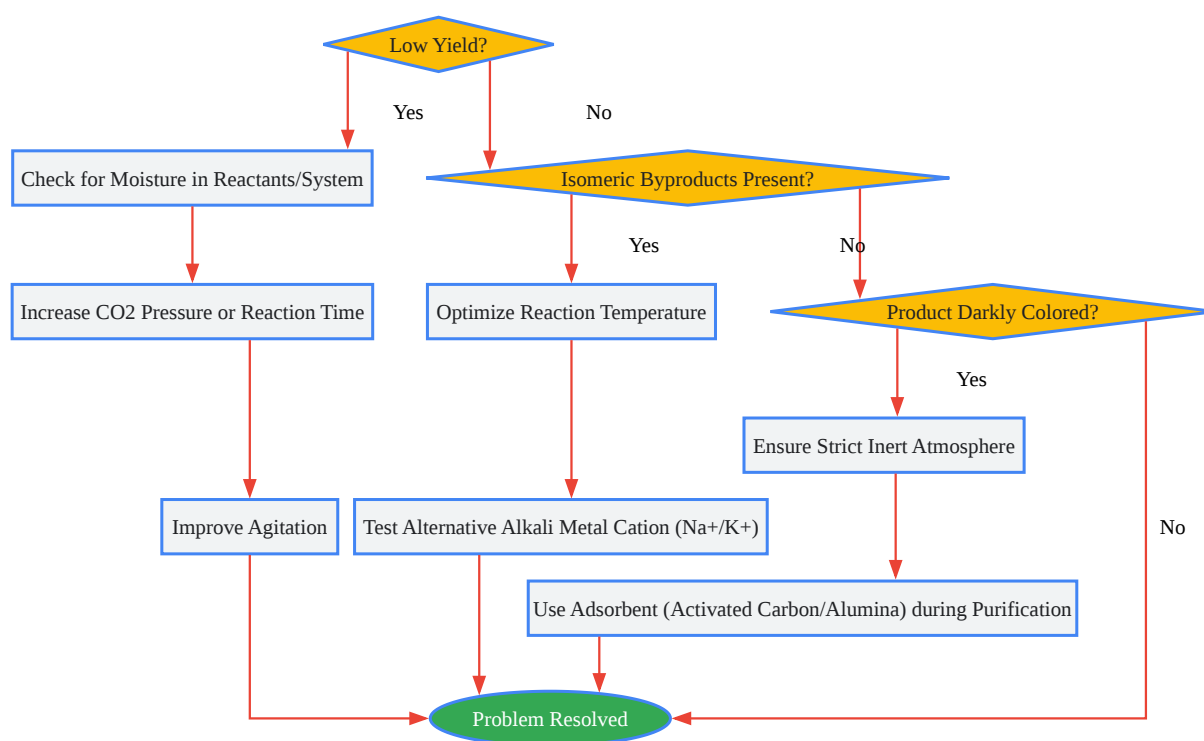 Low Yield?
Yes
No
Check for Moisture in Reactants/System
Isomeric Byproducts Present?
Yes
No
Increase CO2 Pressure or Reaction Time
Optimize Reaction Temperature
Product Darkly Colored?
Yes
Ensure Strict Inert Atmosphere
Improve Agitation
Test Alternative Alkali Metal Cation (Na+/K+)
No
Use Adsorbent (Activated Carbon/Alumina) during Purification
Problem Resolved